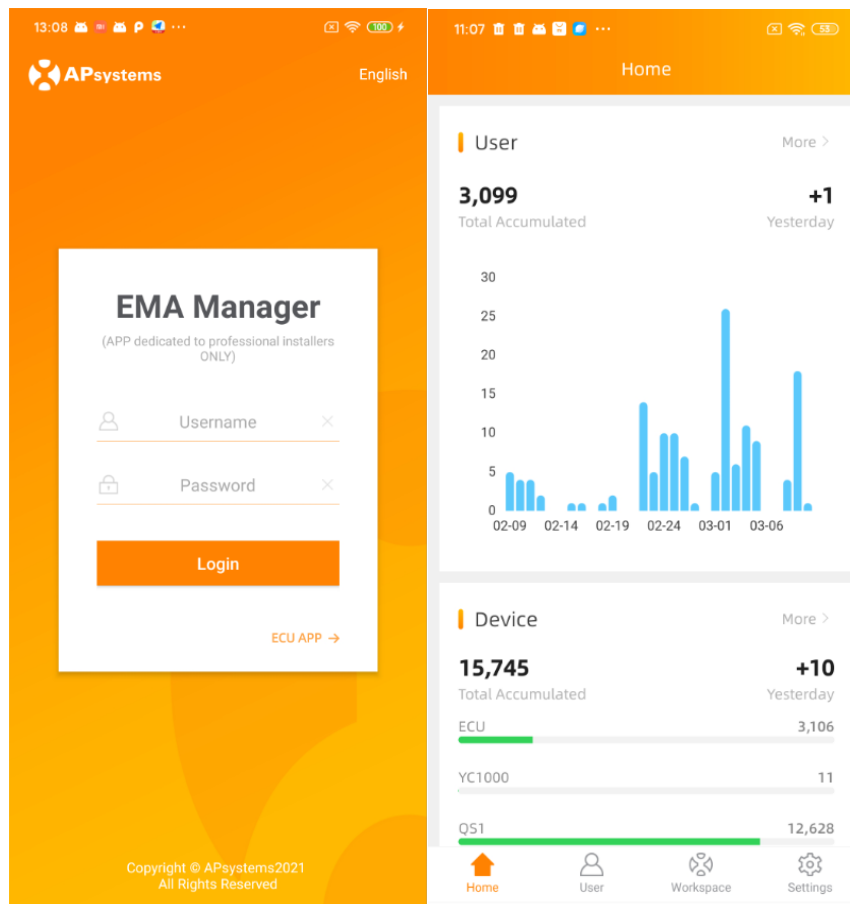 13:08
100
APsystems
English
EMA Manager
(APP dedicated to professional installers
ONLY)
Username
Password
Login
ECU APP →
Copyright © APsystems2021
All Rights Reserved
11:07
53
Home
User
More >
3,099
+1
Total Accumulated
Yesterday
30
25
20
15
10
5
0
02-09 02-14 02-19 02-24 03-01 03-06
Device
More >
15,745
+10
Total Accumulated
Yesterday
ECU
3,106
YC1000
11
QS1
12,628
Home
User
Workspace
Settings